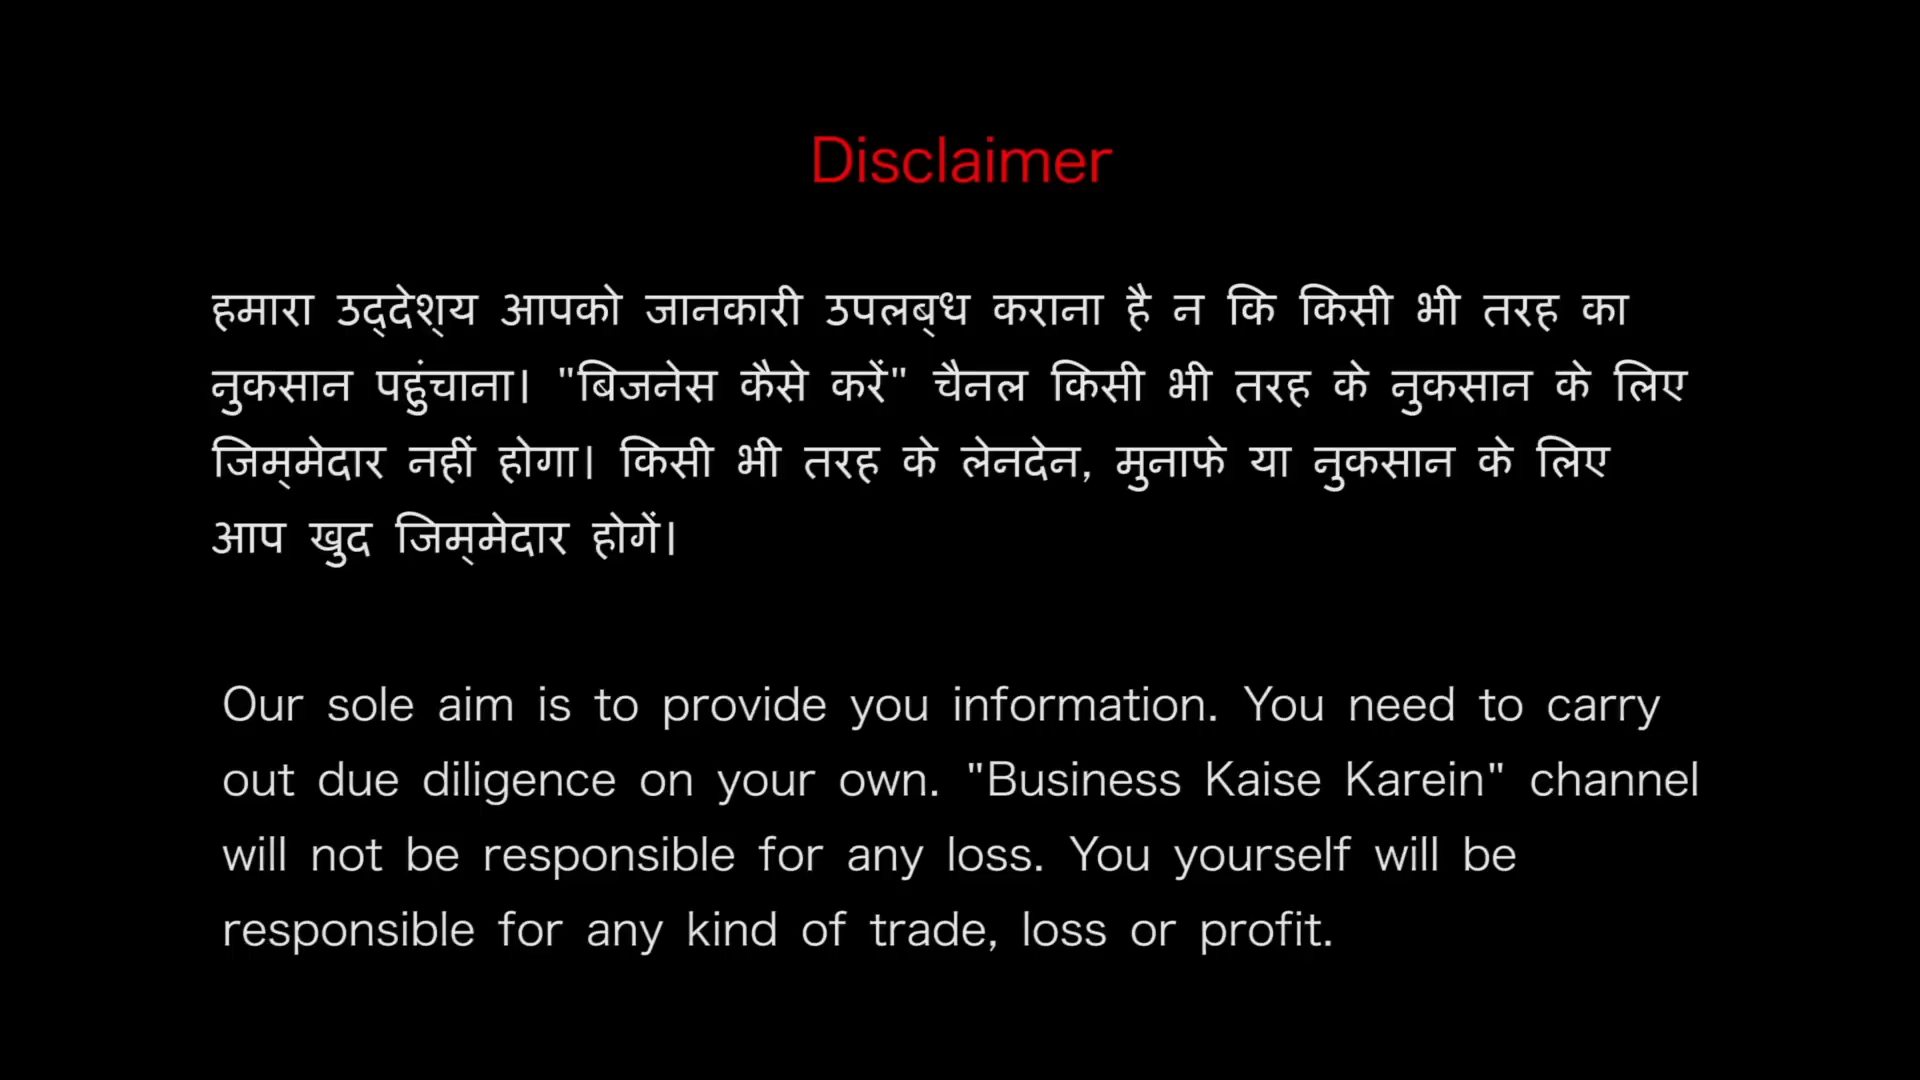 Disclaimer
हमारा उद्देश्य आपको जानकारी उपलब्ध कराना है न कि किसी भी तरह का
नुकसान पहुंचाना। "बिजनेस कैसे करें" चैनल किसी भी तरह के नुकसान के लिए
जिम्मेदार नहीं होगा। किसी भी तरह के लेनदेन, मुनाफे या नुकसान के लिए
आप खुद जिम्मेदार होगें।
Our sole aim is to provide you information. You need to carry
out due diligence on your own. "Business Kaise Karein" channel
will not be responsible for any loss. You yourself will be
responsible for any kind of trade, loss or profit.